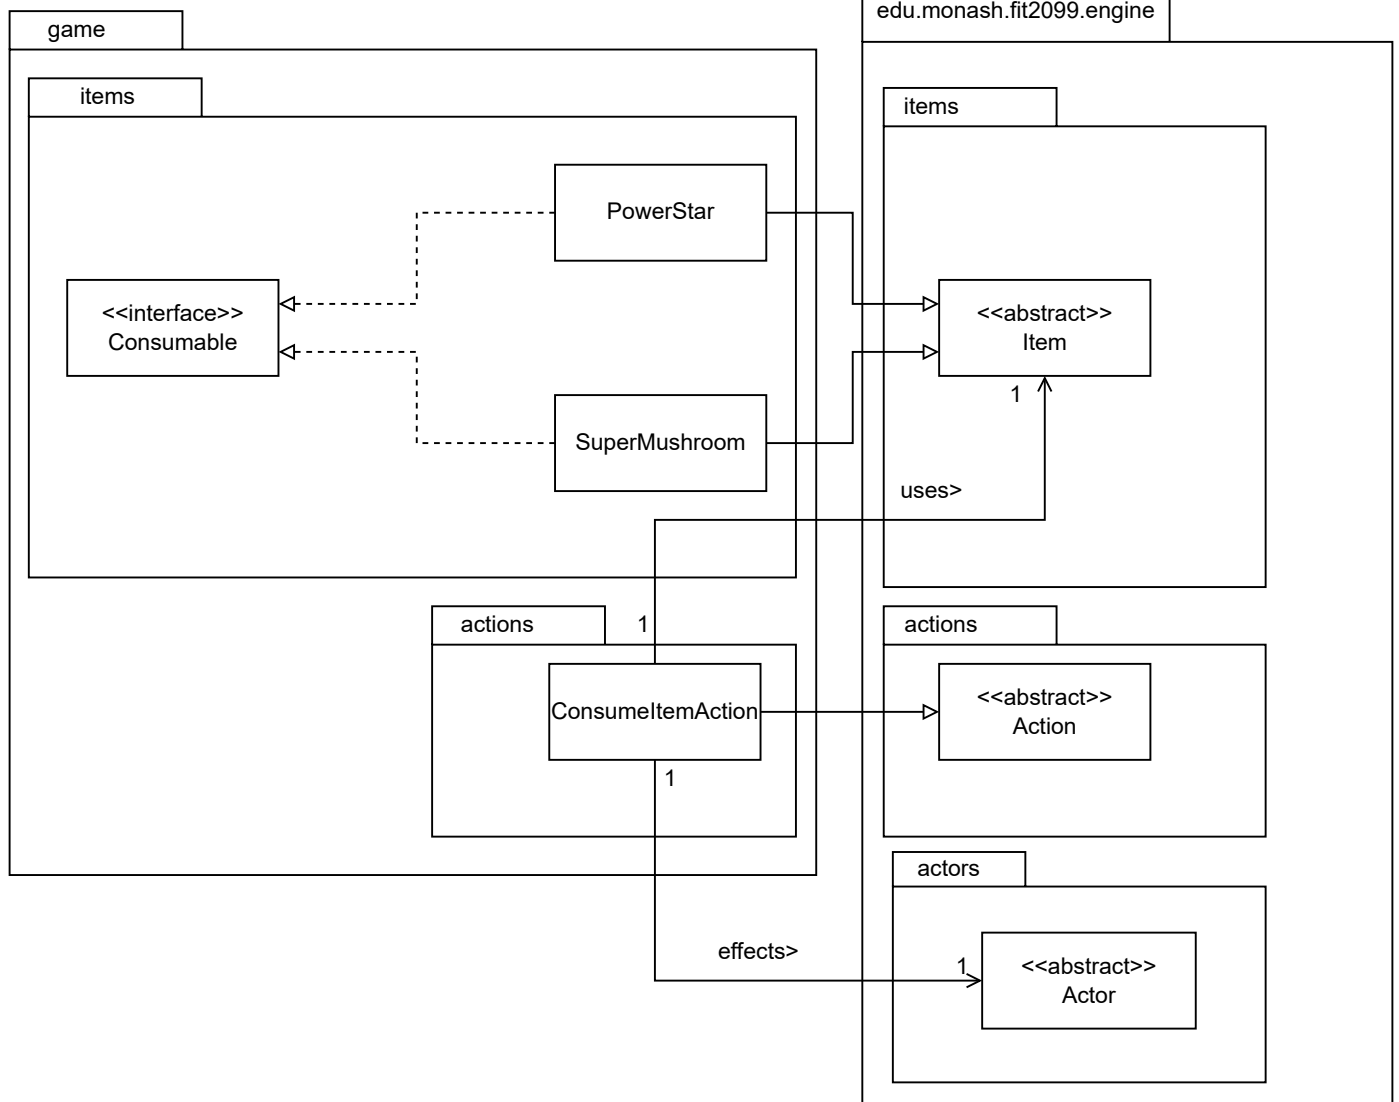 game
edu.monash.fit2099.engine
items
items
PowerStar
<<interface>>
Consumable
<<abstract>>
Item
1
SuperMushroom
uses>
actions
1
actions
ConsumeItemAction
<<abstract>>
Action
1
actors
effects>
1
<<abstract>>
Actor